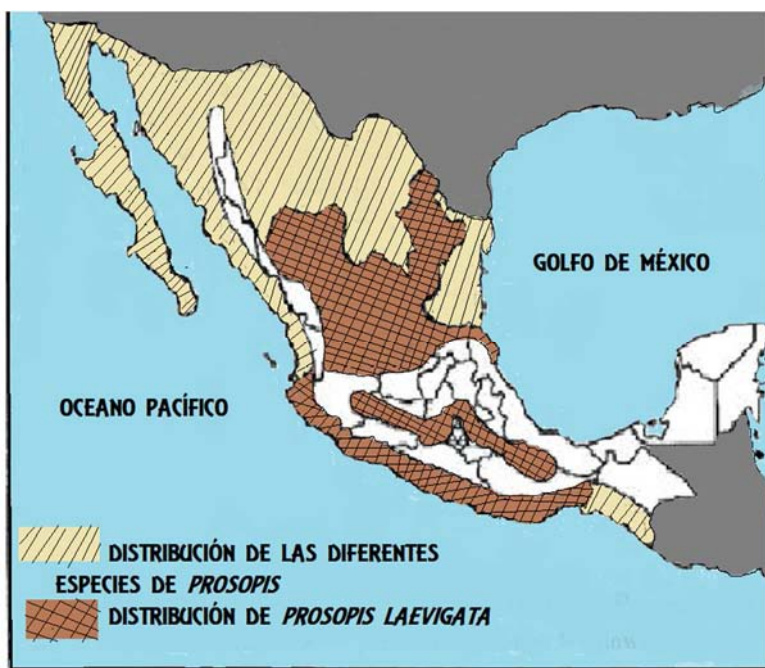 GOLFO DE MÉXICO
OCEANO PACÍFICO
DISTRIBUCIÓN DE LAS DIFERENTES
ESPECIES DE PROSOPIS
DISTRIBUCIÓN DE PROSOPIS LAEVIGATA